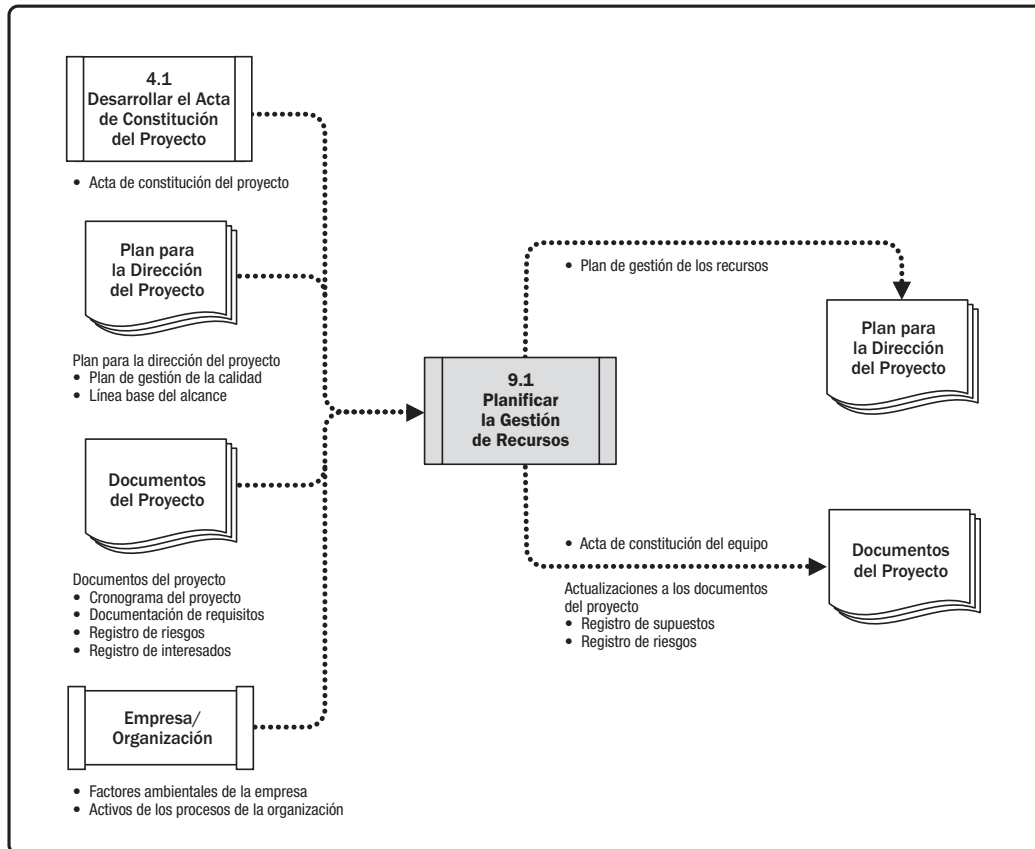 4.1
Desarrollar el Acta
de Constitución
del Proyecto
• Acta de constitución del proyecto
Plan para
la Dirección
del Proyecto
Plan para la dirección del proyecto
• Plan de gestión de la calidad
• Línea base del alcance
Documentos
del Proyecto
Documentos del proyecto
• Cronograma del proyecto
• Documentación de requisitos
• Registro de riesgos
• Registro de interesados
Empresa/
Organización
• Factores ambientales de la empresa
• Activos de los procesos de la organización
9.1
Planificar
la Gestión
de Recursos
• Plan de gestión de los recursos
Plan para
la Dirección
del Proyecto
• Acta de constitución del equipo
Actualizaciones a los documentos
del proyecto
• Registro de supuestos
• Registro de riesgos
Documentos
del Proyecto